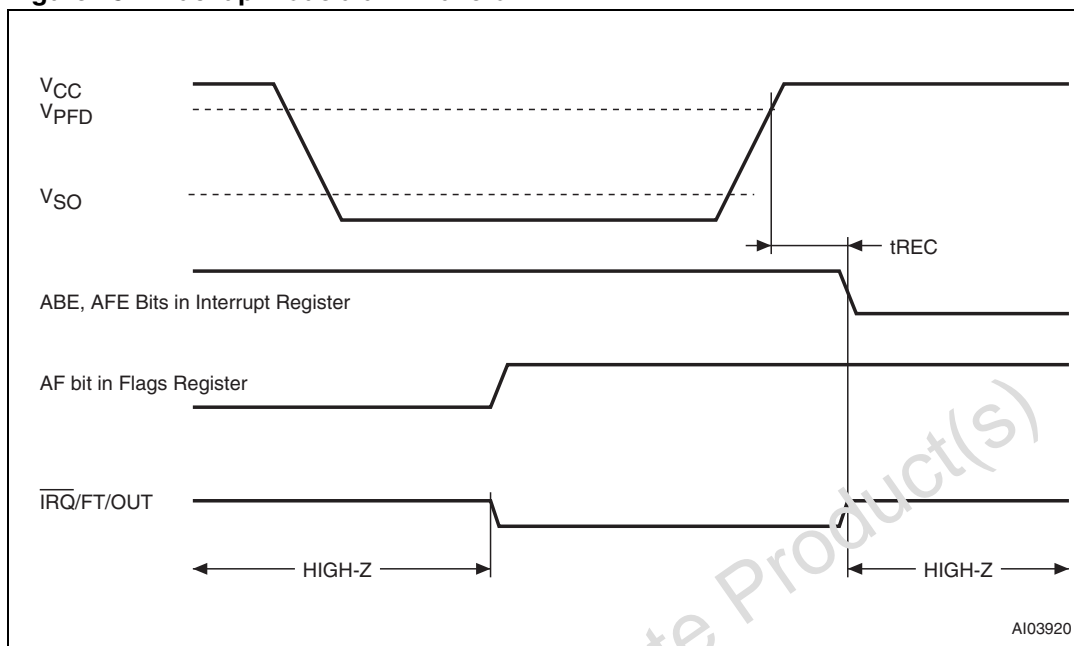 VCC
VPFD
VSO
tREC
ABE, AFE Bits in Interrupt Register
AF bit in Flags Register
IRQ/FT/OUT
HIGH-Z
HIGH-Z
Product(s)
AI03920